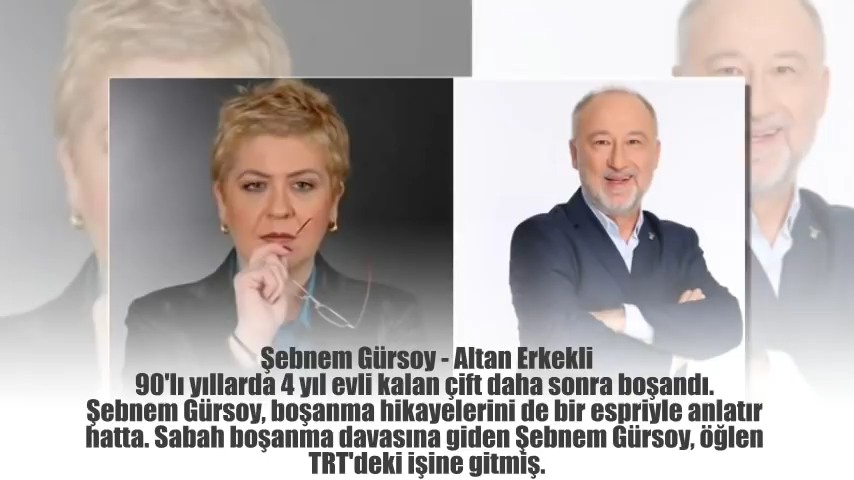 Şebnem Gürsoy - Altan Erkekli
90'lı yıllarda 4 yıl evli kalan çift daha sonra boşandı.
Şebnem Gürsoy, boşanma hikayelerini de bir espriyle anlatır
hatta. Sabah boşanma davasına giden Şebnem Gürsoy, öğlen
TRT'deki işine gitmiş.